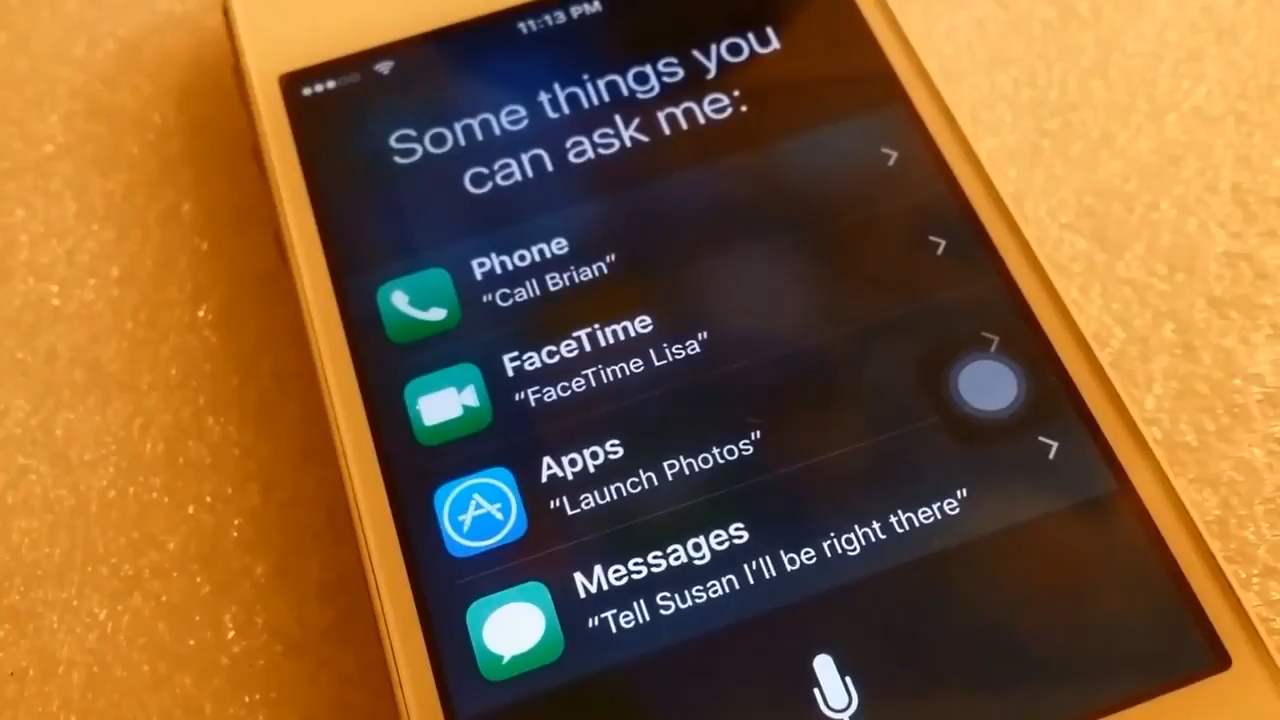 11:13 PM
Some things you
can ask me:
Phone
“Call Brian”
FaceTime
“FaceTime Lisa”
Apps
“Launch Photos”
Messages
“Tell Susan I’ll be right there”